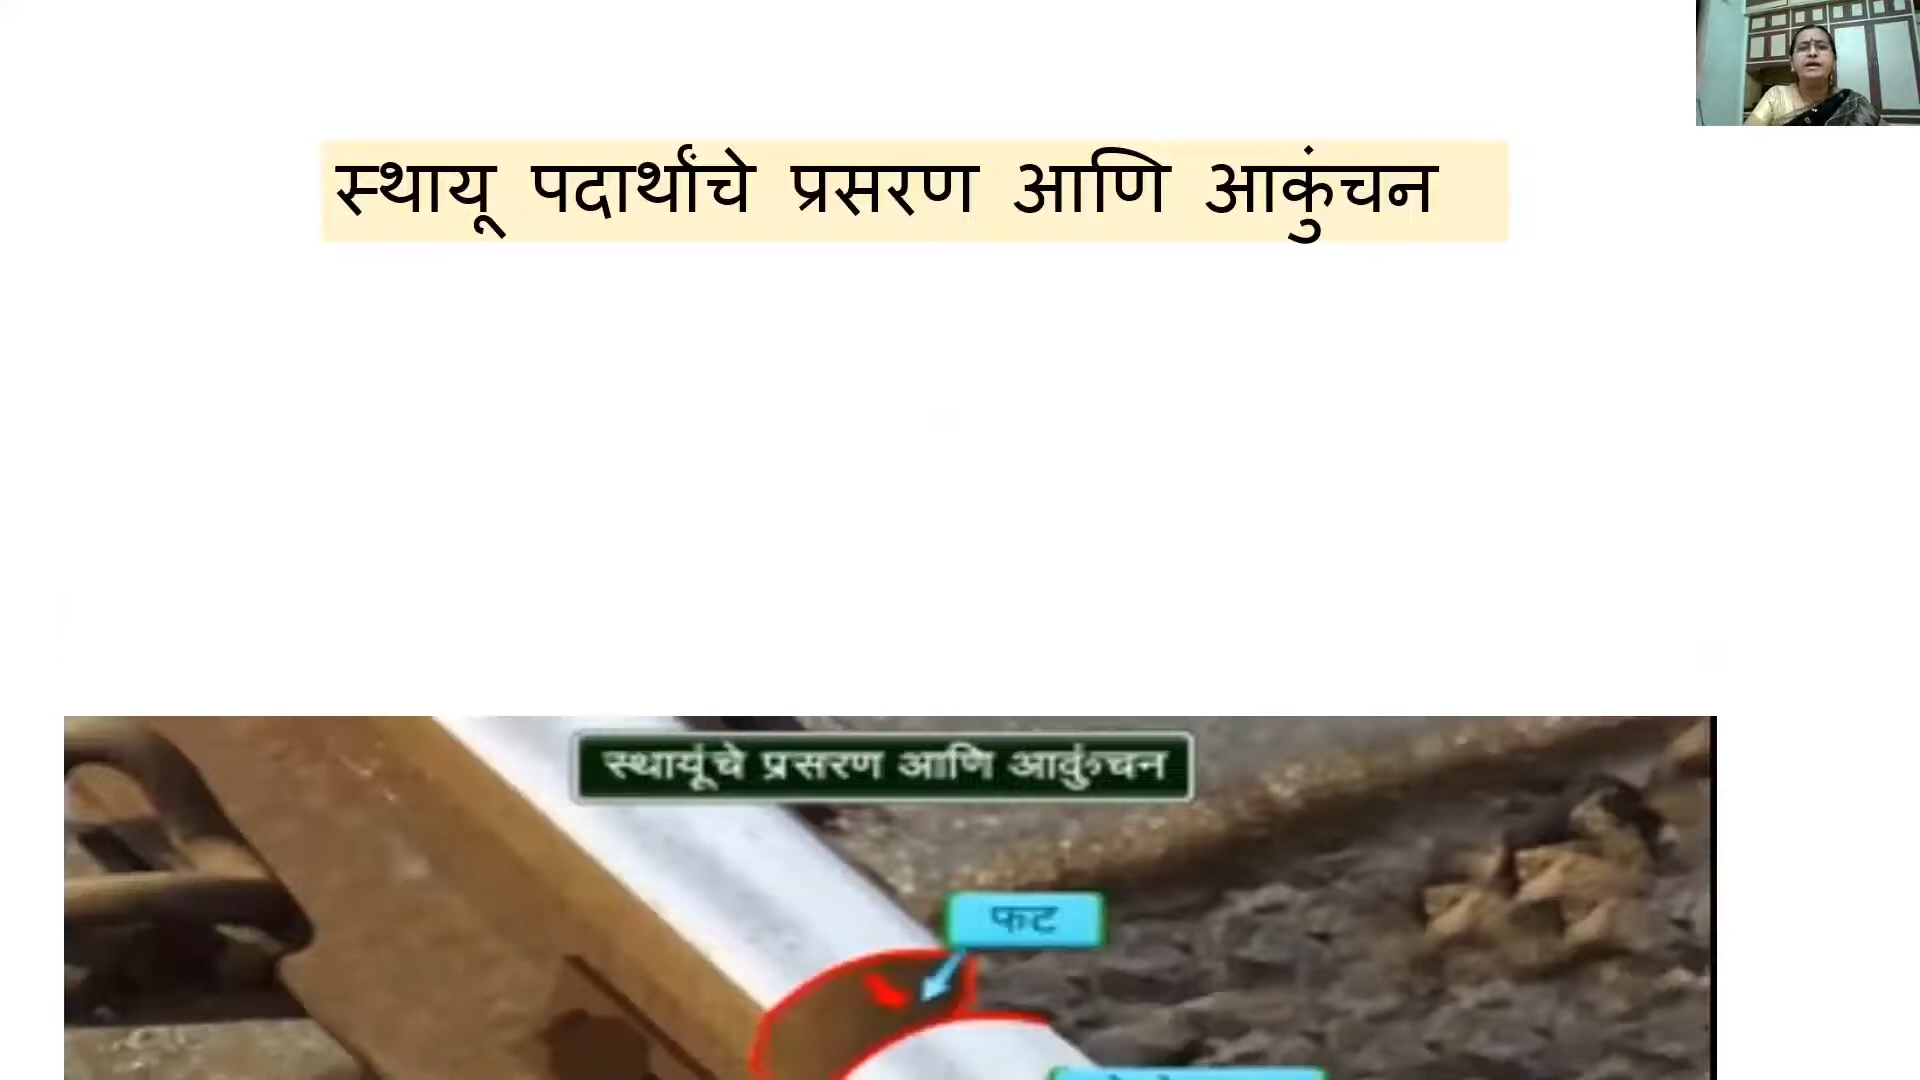 स्थायू पदार्थांचे प्रसरण आणि आकुंचन
स्थायूंचे प्रसरण आणि आकुंचन
फट